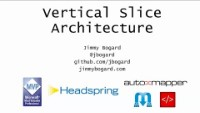 Vertical Slice
Architecture
Jimmy Bogard
@jbogard
github.com/jbogard
jimmybogard.com
Headspring
automapper